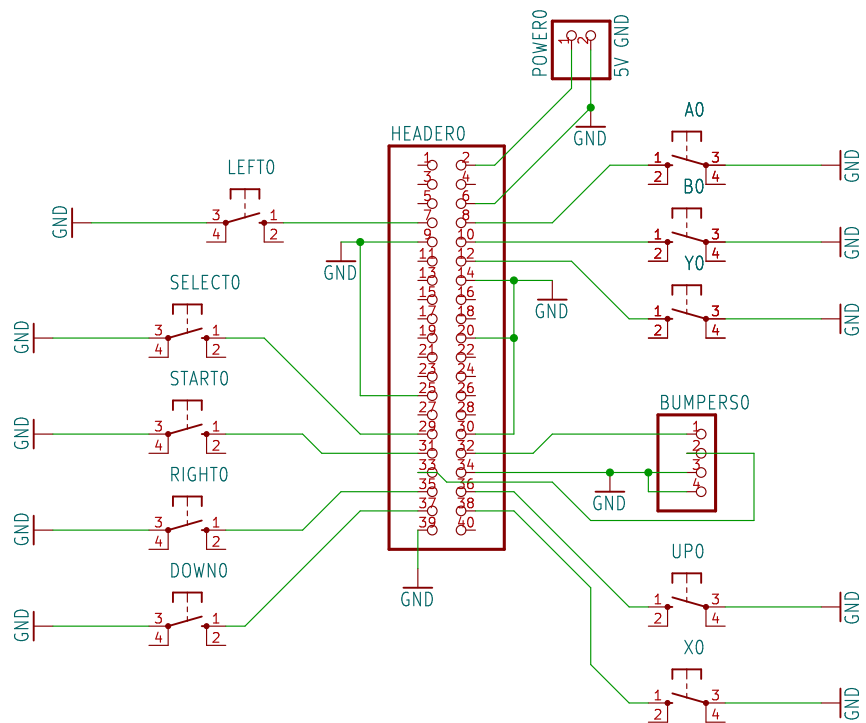 POWER0
1
2
5V GND
GND
A0
1
2
3
4
GND
HEADER0
1 2
3 4
5 6
7 8
9 10
11 12
13 14
15 16
17 18
19 20
21 22
23 24
25 26
27 28
29 30
31 32
33 34
35 36
37 38
39 40
LEFT0
GND
3
4
1
2
B0
1
2
3
4
GND
GND
Y0
1
2
3
4
GND
GND
SELECT0
GND
3
4
1
2
START0
GND
3
4
1
2
BUMPERS0
1
2
3
4
GND
RIGHT0
GND
3
4
1
2
DOWN0
GND
3
4
1
2
GND
UP0
1
2
3
4
GND
X0
1
2
3
4
GND